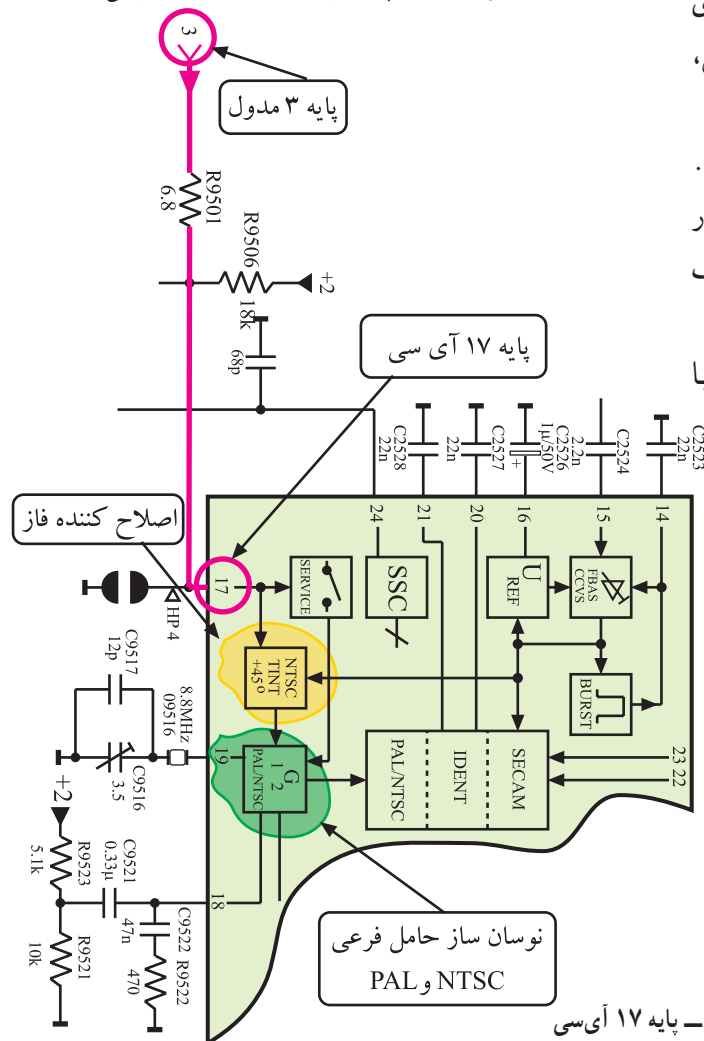 ی
،
.
ر
ب
با
3
پایه ۳ مدول
R9501
6.8
R9506
18k
+2
68p
پایه ۱۷ آی سی
C2528
22n
C2527
22n
C2526
1µ/50V
+
C2524
2.2n
C2523
22n
اصلاح کننده فاز
24
21
20
16
15
14
17
HP 4
SERVICE
SSC
U
REF
FBAS
CCVS
NTSC
TINT
+45°
BURST
C9517
12p
8.8MHz
09516
C9516
3.5
19
G
1 2
PAL/NTSC
PAL/NTSC
IDENT
SECAM
23 22
+2
R9523
5.1k
C9521
0.33µ
18
C9522
47n
R9521
10k
R9522
470
نوسان ساز حامل فرعی
NTSC و PAL
ـ پایه ۱۷ آی‌سی